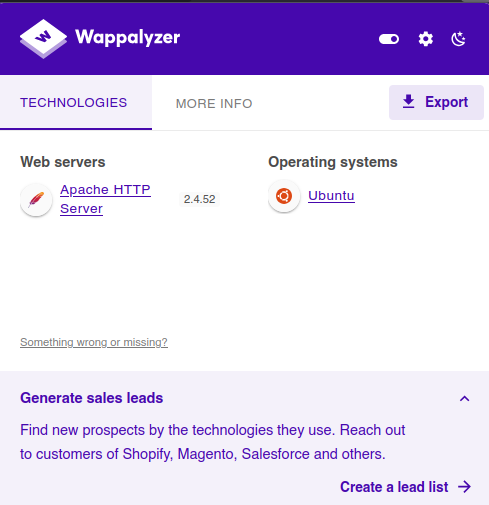 Wappalyzer
TECHNOLOGIES
MORE INFO
Export
Web servers
Apache HTTP
Server
2.4.52
Operating systems
Ubuntu
Something wrong or missing?
Generate sales leads
Find new prospects by the technologies they use. Reach out
to customers of Shopify, Magento, Salesforce and others.
Create a lead list